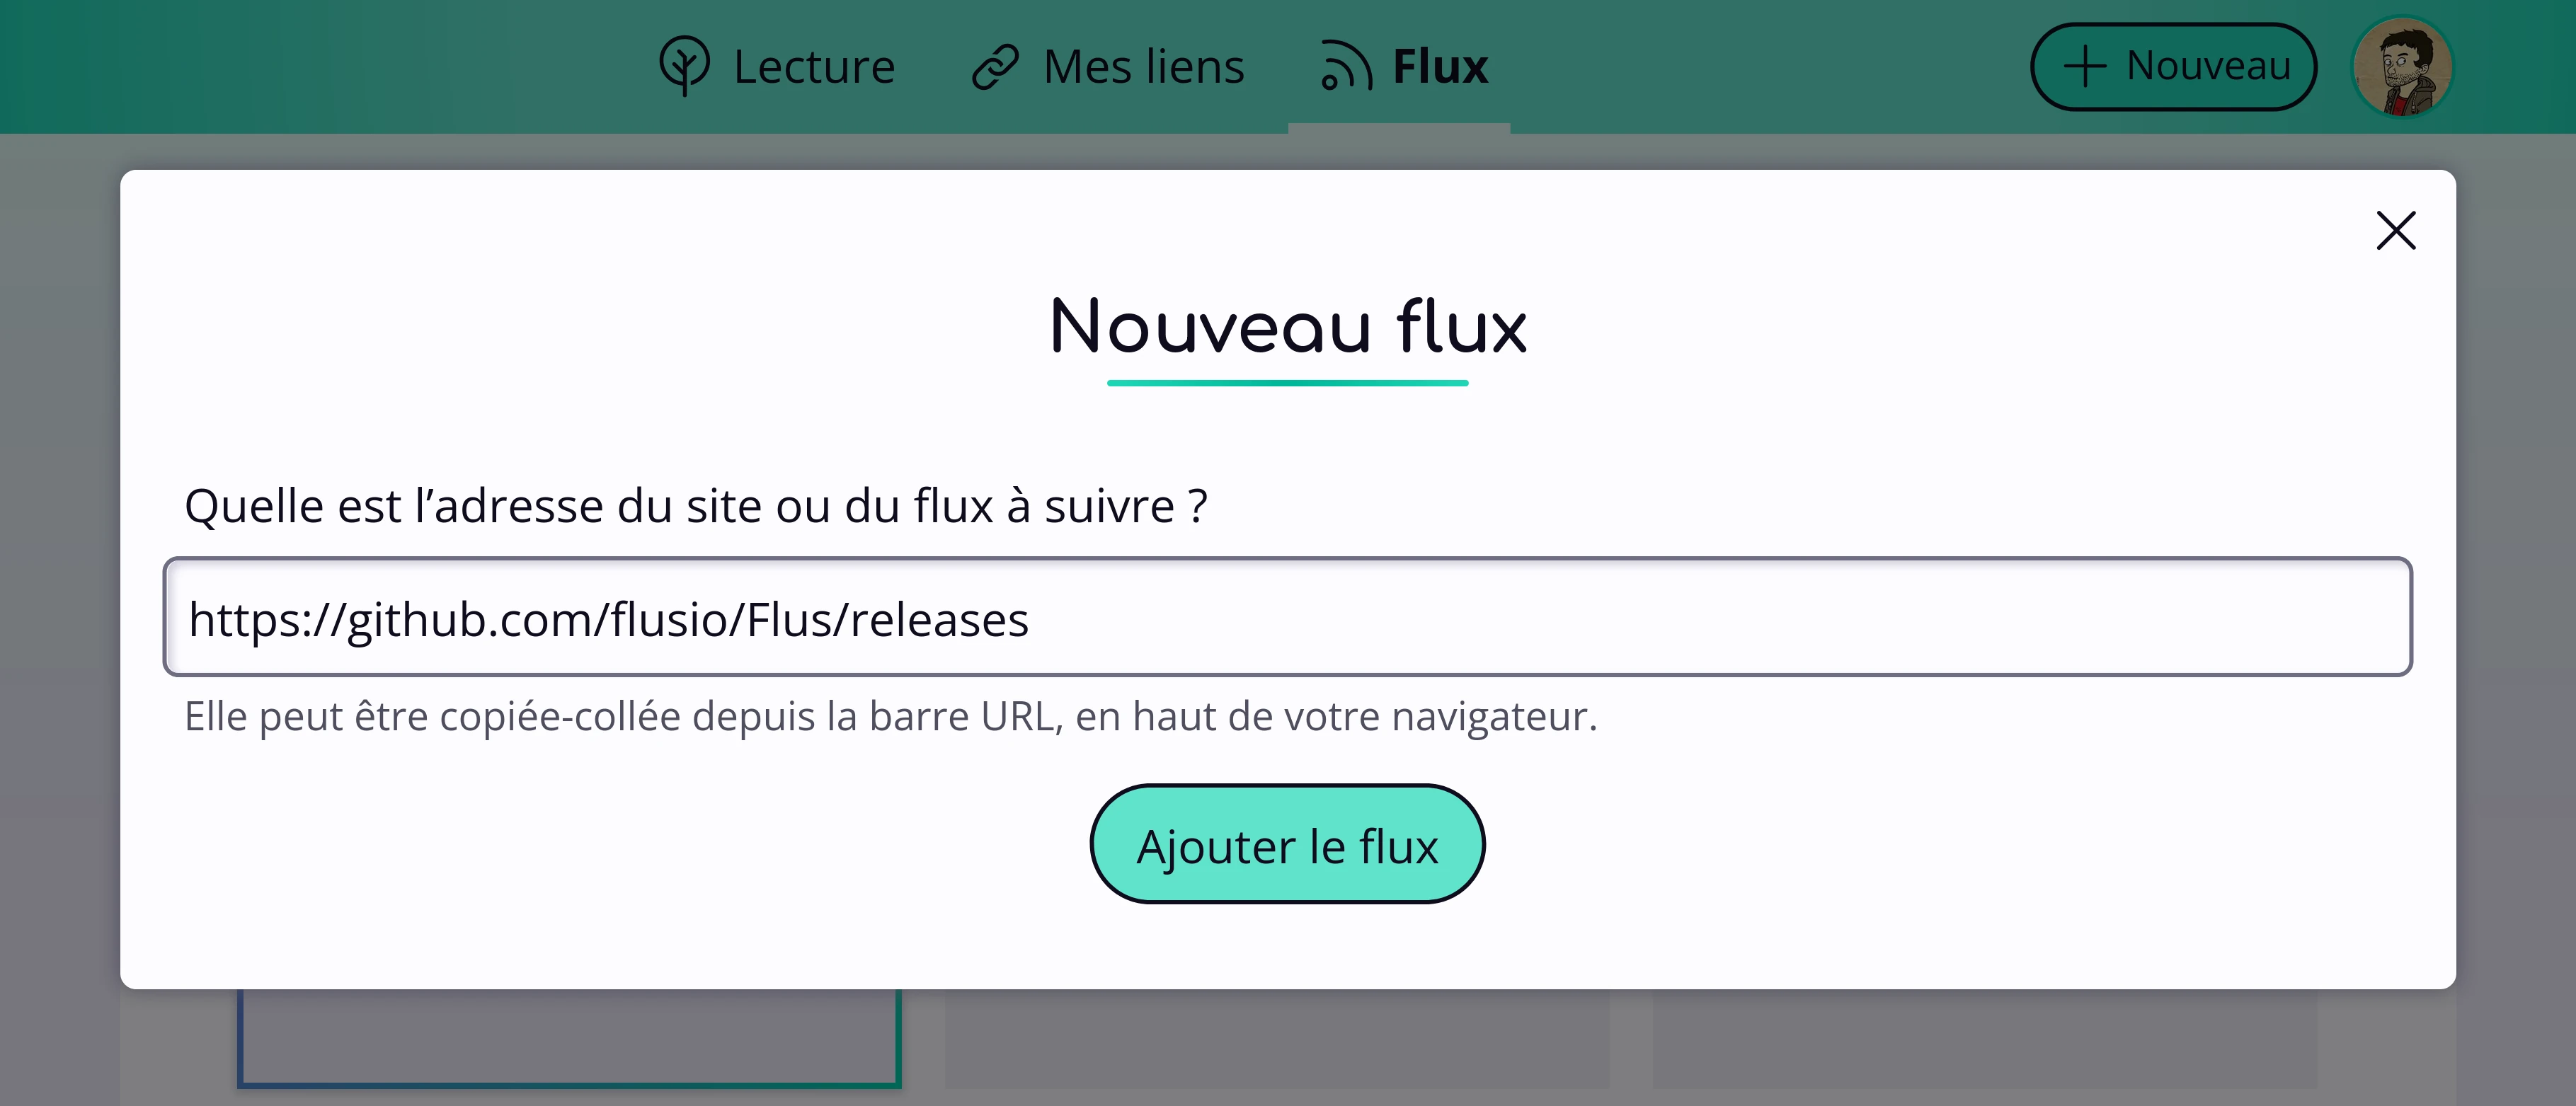 Lecture Mes liens Flux Nouveau
Nouveau flux
Quelle est l’adresse du site ou du flux à suivre ?
https://github.com/flusio/Flus/releases
Elle peut être copiée-collée depuis la barre URL, en haut de votre navigateur.
Ajouter le flux